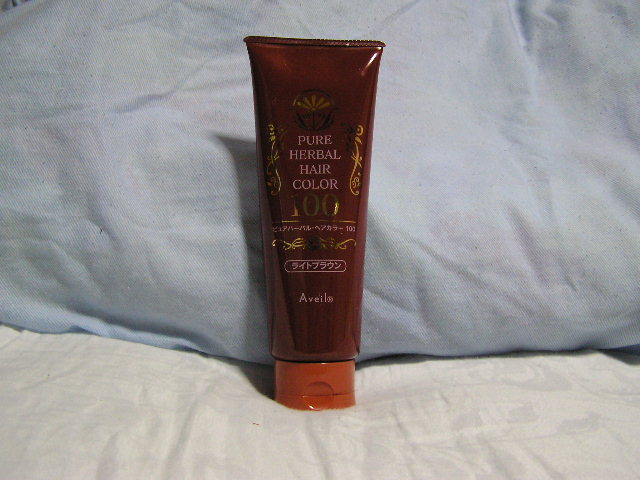 PURE
HERBAL
HAIR
COLOR
100
ピュアハーバル・ヘアカラー 100
ライトブラウン
Aveil®